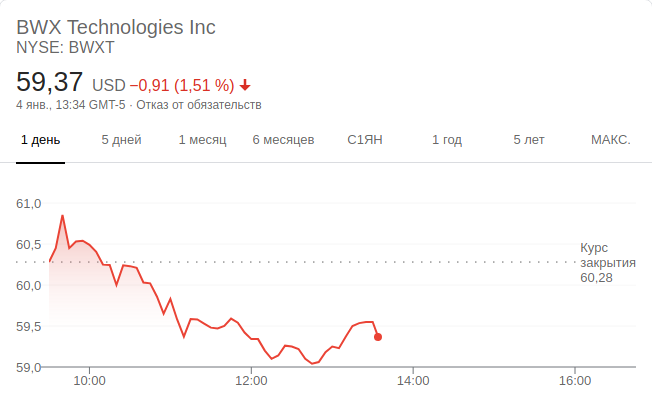 BWX Technologies Inc
NYSE: BWXT
59,37 USD −0,91 (1,51 %)
4 янв., 13:34 GMT-5 · Отказ от обязательств
1 день 5 дней 1 месяц 6 месяцев С1ЯН 1 год 5 лет МАКС.
61,0
60,5
60,0
59,5
59,0
Курс
закрытия
60,28
10:00 12:00 14:00 16:00